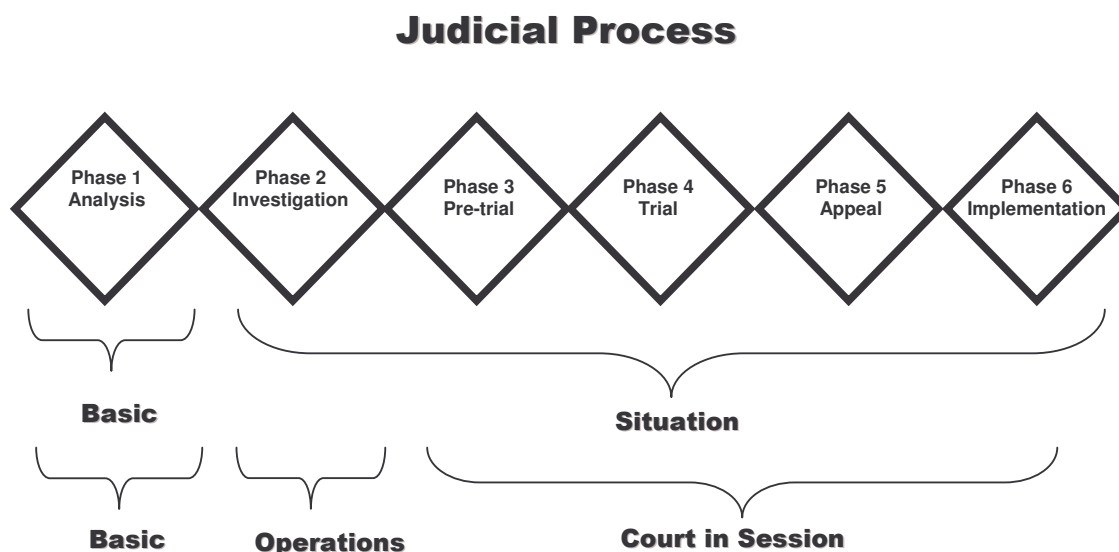 Judicial Process
Phase 1
Analysis
Phase 2
Investigation
Phase 3
Pre-trial
Phase 4
Trial
Phase 5
Appeal
Phase 6
Implementation
Basic
Situation
Basic
Operations
Court in Session